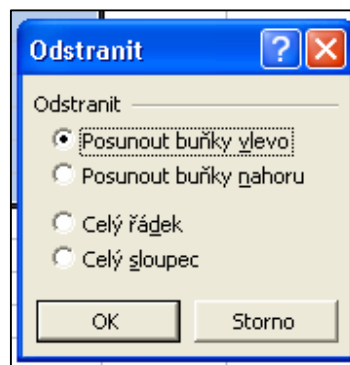 Odstranit
Odstranit
Posunout buňky vlevo
Posunout buňky nahoru
Celý řádek
Celý sloupec
OK Storno